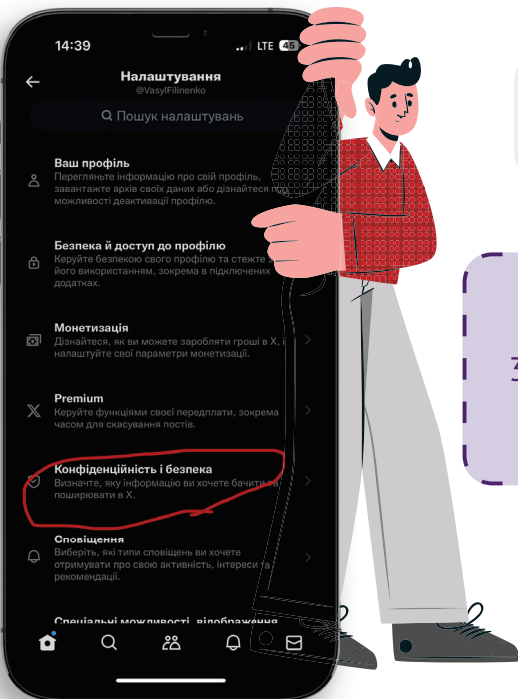 14:39
LTE 45
Налаштування
@VasylFilinenko
Пошук налаштувань
Ваш профіль
Перегляньте інформацію про свій профіль,
завантажте архів своїх даних або дізнайтеся
можливості деактивації профілю.
Безпека й доступ до профілю
Керуйте безпекою свого профілю та стежте
його використанням, зокрема в підключених
додатках.
Монетизація
Дізнайтеся, як ви можете заробляти гроші в X, і
налаштуйте свої параметри монетизації.
Premium
Керуйте функціями своєї передплати, зокрема
часом для скасування постів.
Конфіденційність і безпека
Визначте, яку інформацію ви хочете бачити та
поширювати в X.
Сповіщення
Виберіть, які типи сповіщень ви хочете
отримувати про свою активність, інтереси та
рекомендації.
Спеціальні можливості, відображення